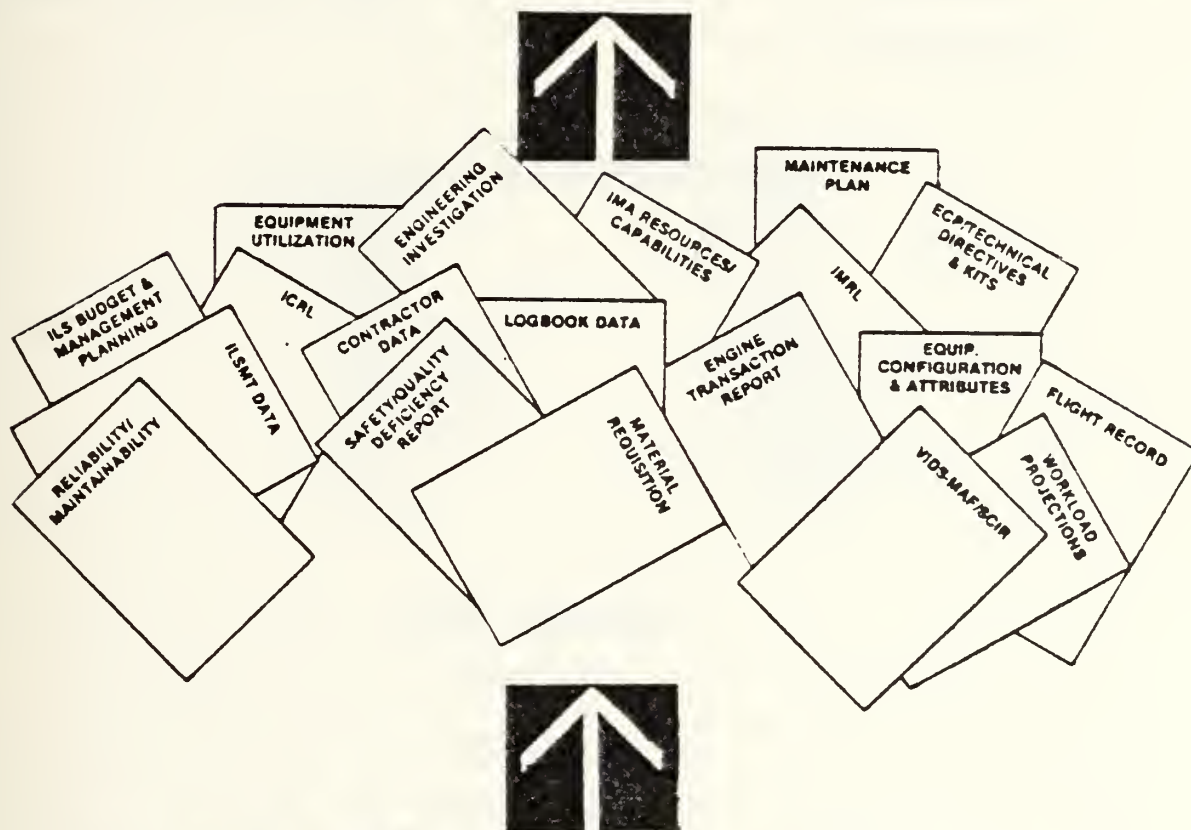 MAINTENANCE
PLAN
ENGINEERING
INVESTIGATION
IMA RESOURCES/
CAPABILITIES
ECP/TECHNICAL
DIRECTIVES
& KITS
EQUIPMENT
UTILIZATION
ILS BUDGET &
MANAGEMENT
PLANNING
ICRL
CONTRACTOR
DATA
LOGBOOK DATA
IMRL
ILSMT DATA
ENGINE
TRANSACTION
REPORT
EQUIP.
CONFIGURATION
& ATTRIBUTES
FLIGHT RECORD
RELIABILITY/
MAINTAINABILITY
SAFETY/QUALITY
DEFICIENCY
REPORT
MATERIAL
REQUISITION
VIDS-MAF/SCIR
WORKLOAD
PROJECTIONS